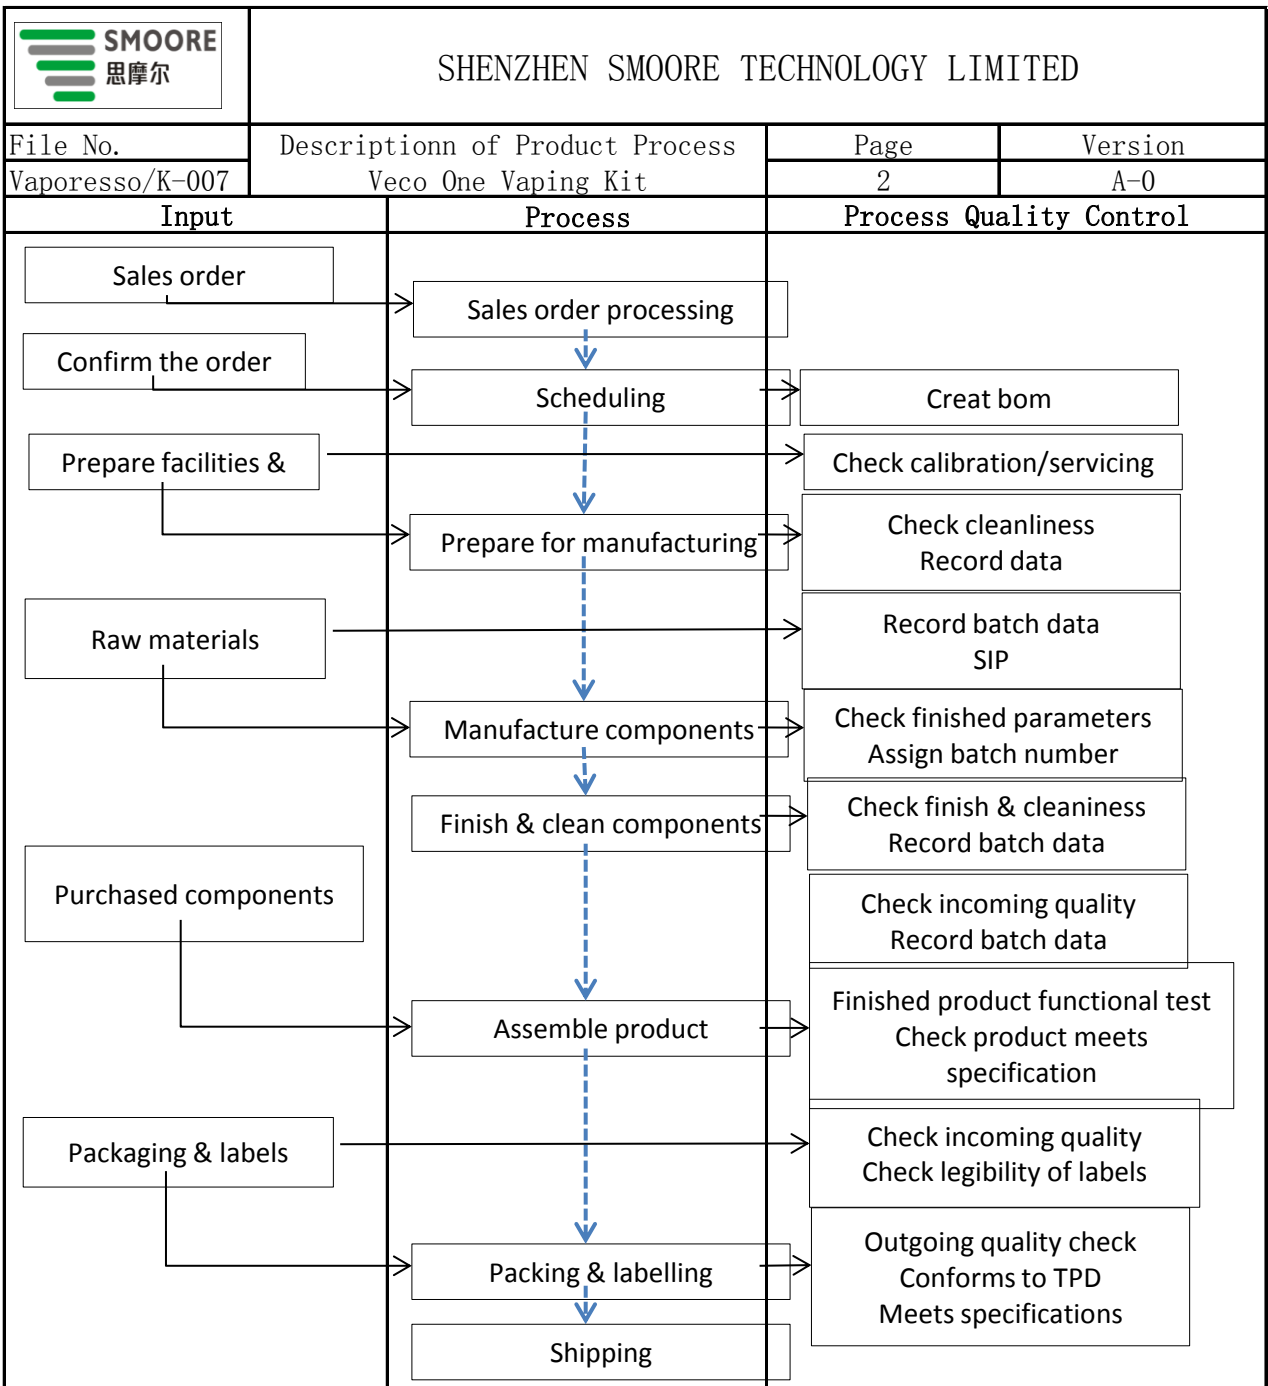 SMOORE
思摩尔
SHENZHEN SMOORE TECHNOLOGY LIMITED
File No.
Descriptionn of Product Process
Page
Version
Vaporesso/K-007
Veco One Vaping Kit
2
A-0
Input
Process
Process Quality Control
Sales order
Sales order processing
Confirm the order
Scheduling
Creat bom
Prepare facilities &
Check calibration/servicing
Prepare for manufacturing
Check cleanliness
Record data
Raw materials
Record batch data
SIP
Manufacture components
Check finished parameters
Assign batch number
Finish & clean components
Check finish & cleaniness
Record batch data
Purchased components
Check incoming quality
Record batch data
Assemble product
Finished product functional test
Check product meets
specification
Packaging & labels
Check incoming quality
Check legibility of labels
Packing & labelling
Outgoing quality check
Conforms to TPD
Meets specifications
Shipping